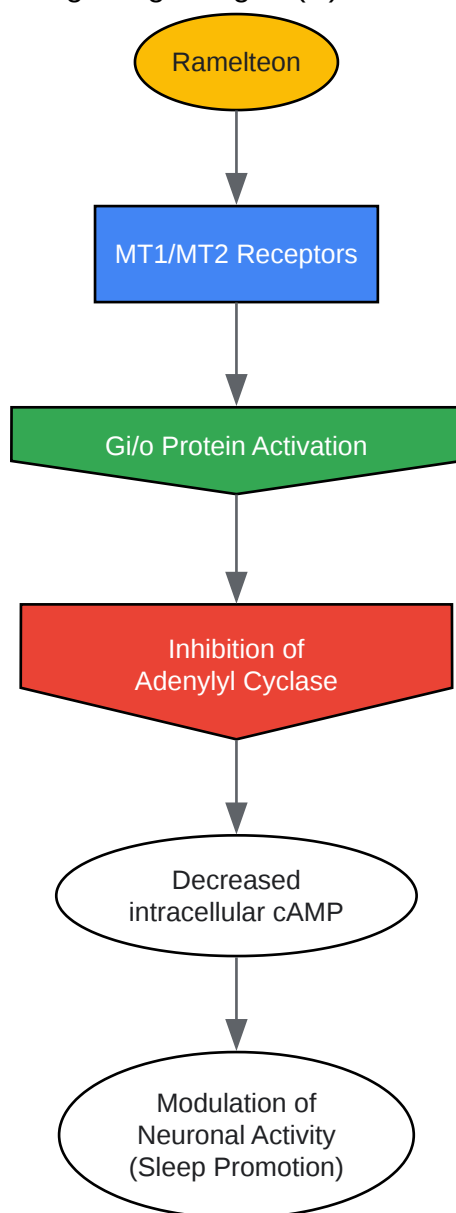 Ramelteon
MT1/MT2 Receptors
Gi/o Protein Activation
Inhibition of
Adenylyl Cyclase
Decreased
intracellular cAMP
Modulation of
Neuronal Activity
(Sleep Promotion)